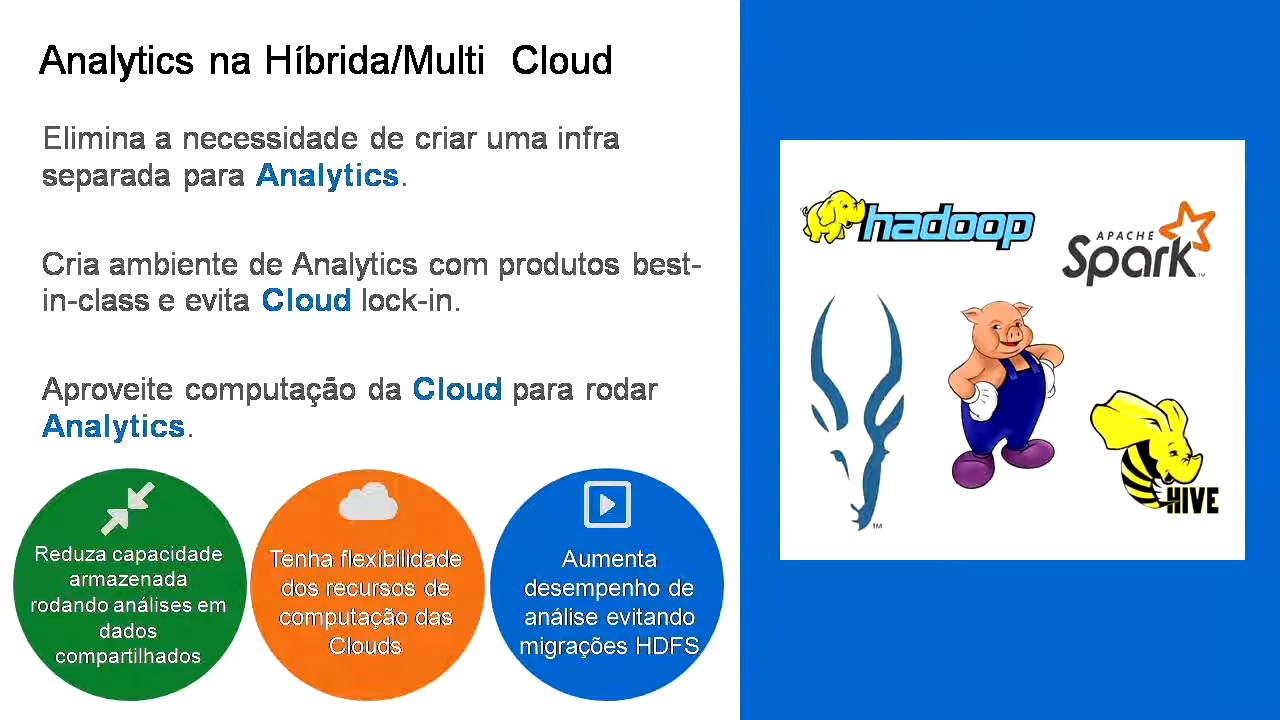 Analytics na Híbrida/Multi Cloud
Elimina a necessidade de criar uma infra
separada para Analytics.
Cria ambiente de Analytics com produtos best-
in-class e evita Cloud lock-in.
Aproveite computação da Cloud para rodar
Analytics.
Reduza capacidade
armazenada
rodando análises em
dados
compartilhados
Tenha flexibilidade
dos recursos de
computação das
Clouds
Aumenta
desempenho de
análise evitando
migrações HDFS
hadoop
APACHE
Spark™
™
HIVE